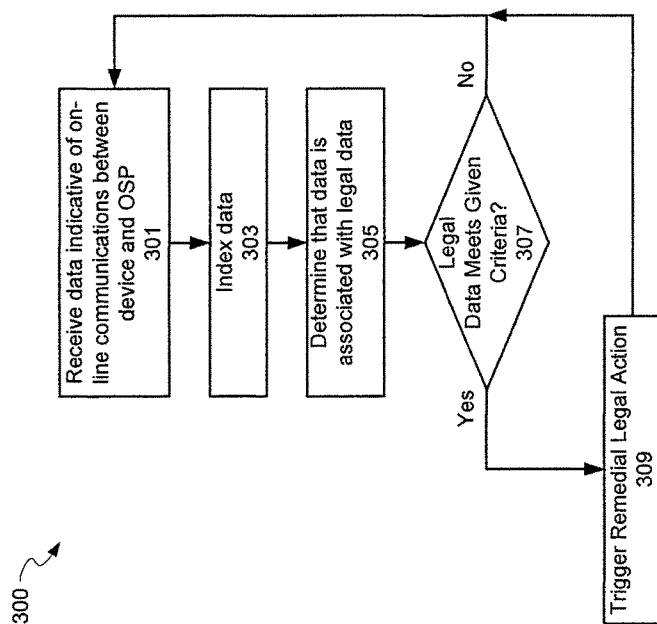 300
Receive data indicative of on-
line communications between
device and OSP
301
Index data
303
Determine that data is
associated with legal data
305
Legal
Data Meets Given
Criteria?
307
Yes
No
Trigger Remedial Legal Action
309